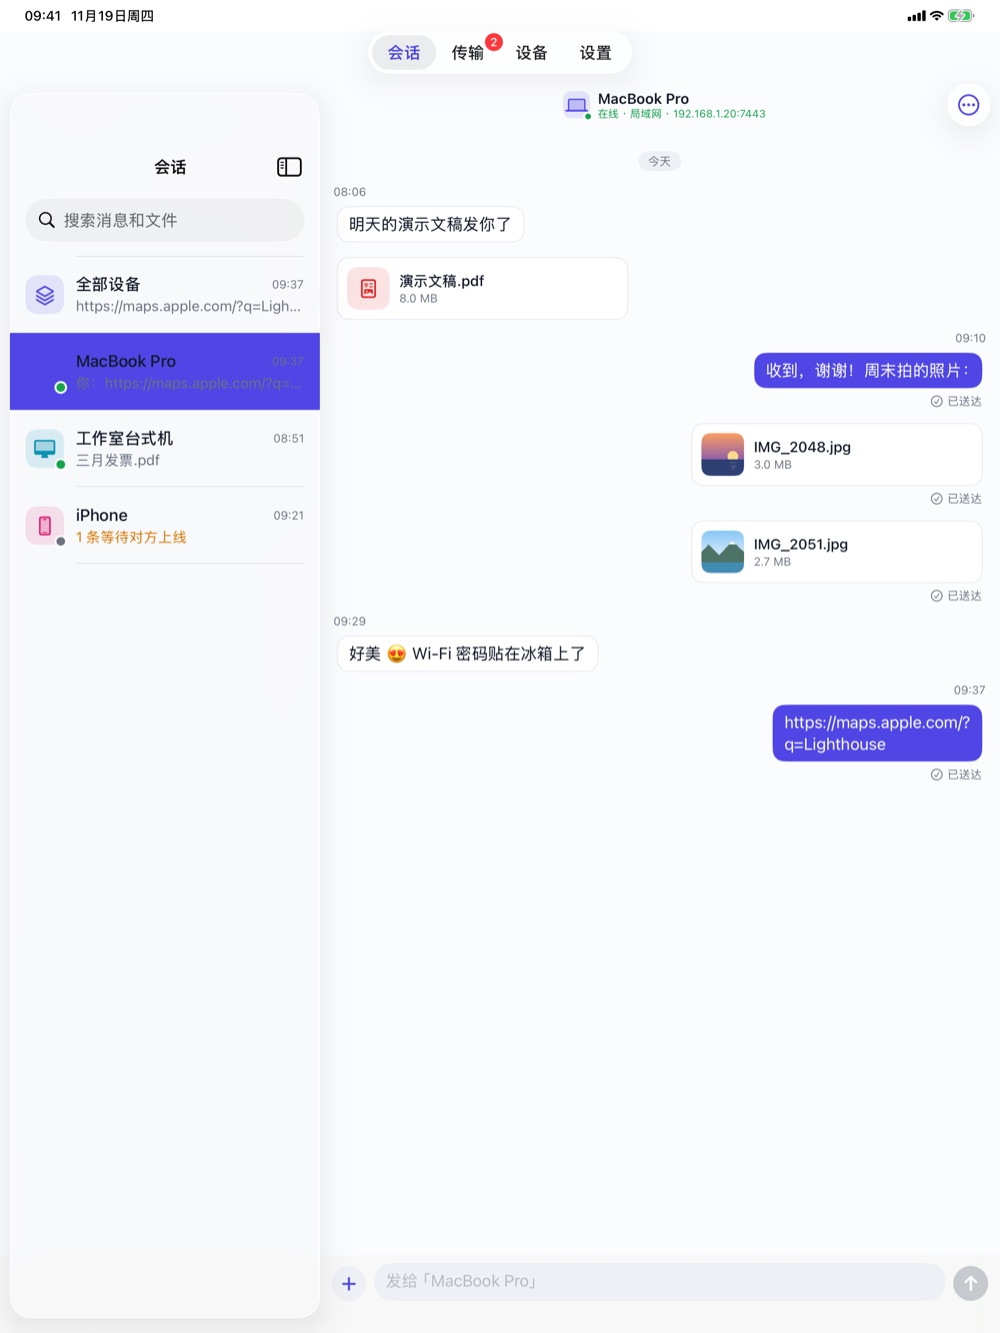 09:41 11月19日周四
会话
传输
2
设备
设置
会话
搜索消息和文件
全部设备
09:37
https://maps.apple.com/?q=Ligh...
MacBook Pro
09:37
你: https://maps.apple.com/?q=...
工作室台式机
08:51
三月发票.pdf
iPhone
09:21
1 条等待对方上线
MacBook Pro
在线 · 局域网 · 192.168.1.20:7443
今天
08:06
明天的演示文稿发你了
演示文稿.pdf
8.0 MB
09:10
收到，谢谢！周末拍的照片：
已送达
IMG_2048.jpg
3.0 MB
已送达
IMG_2051.jpg
2.7 MB
已送达
09:29
好美 😍 Wi-Fi 密码贴在冰箱上了
09:37
https://maps.apple.com/?
q=Lighthouse
已送达
发给「MacBook Pro」